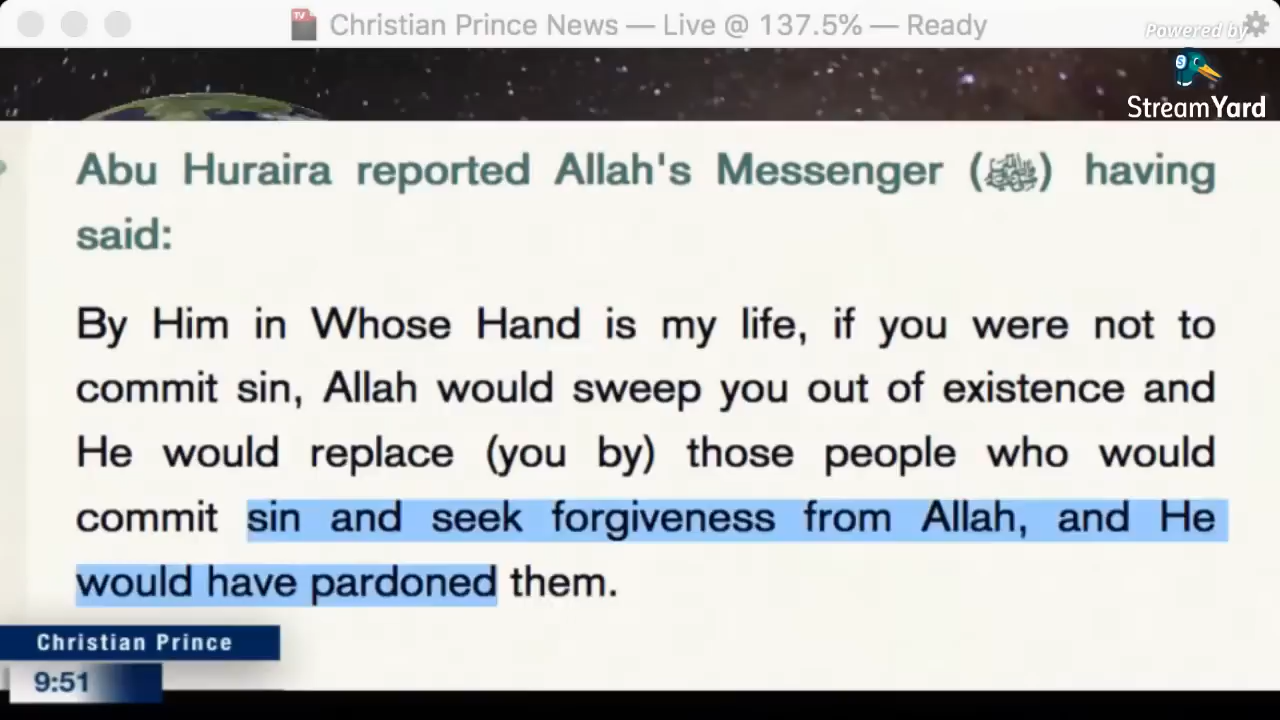 Christian Prince News — Live @ 137.5% — Ready
Powered by
StreamYard
Abu Huraira reported Allah's Messenger (ﷺ) having
said:
By Him in Whose Hand is my life, if you were not to
commit sin, Allah would sweep you out of existence and
He would replace (you by) those people who would
commit sin and seek forgiveness from Allah, and He
would have pardoned them.
Christian Prince
9:51